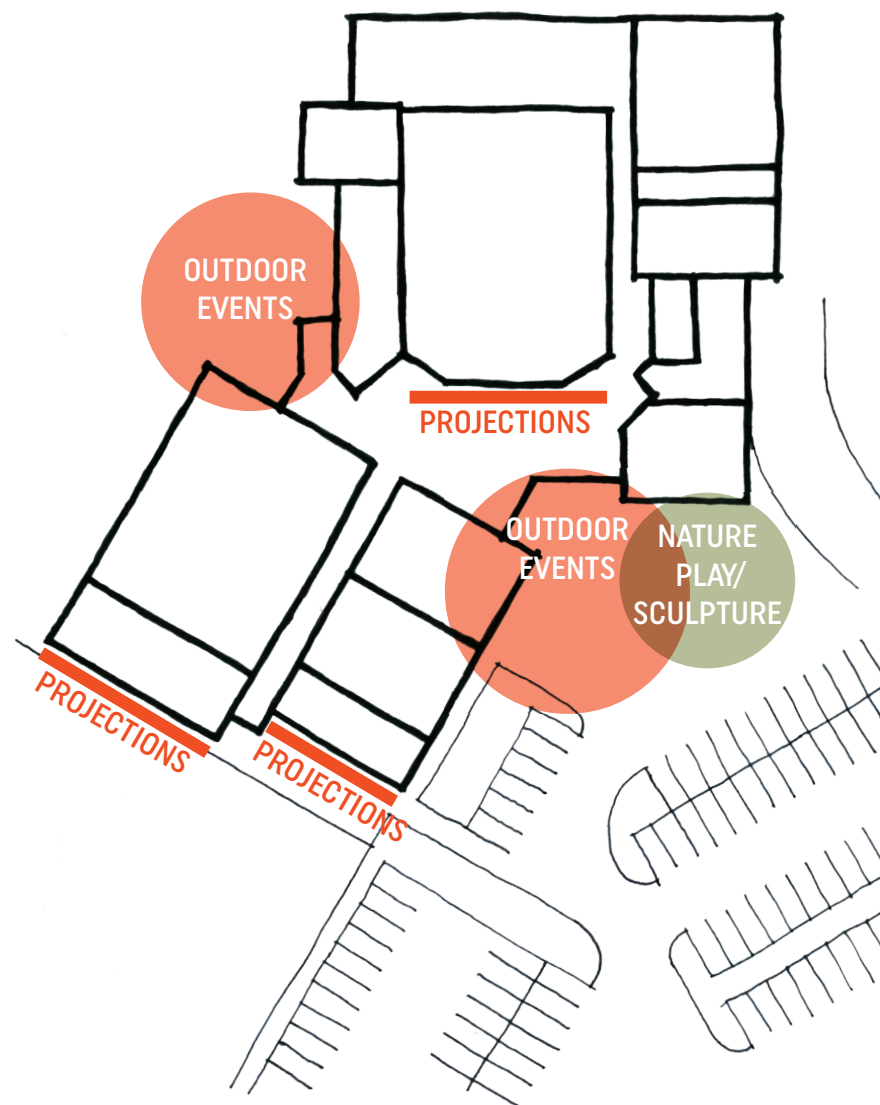 OUTDOOR
EVENTS
PROJECTIONS
OUTDOOR
EVENTS
NATURE
PLAY/
SCULPTURE
PROJECTIONS
PROJECTIONS